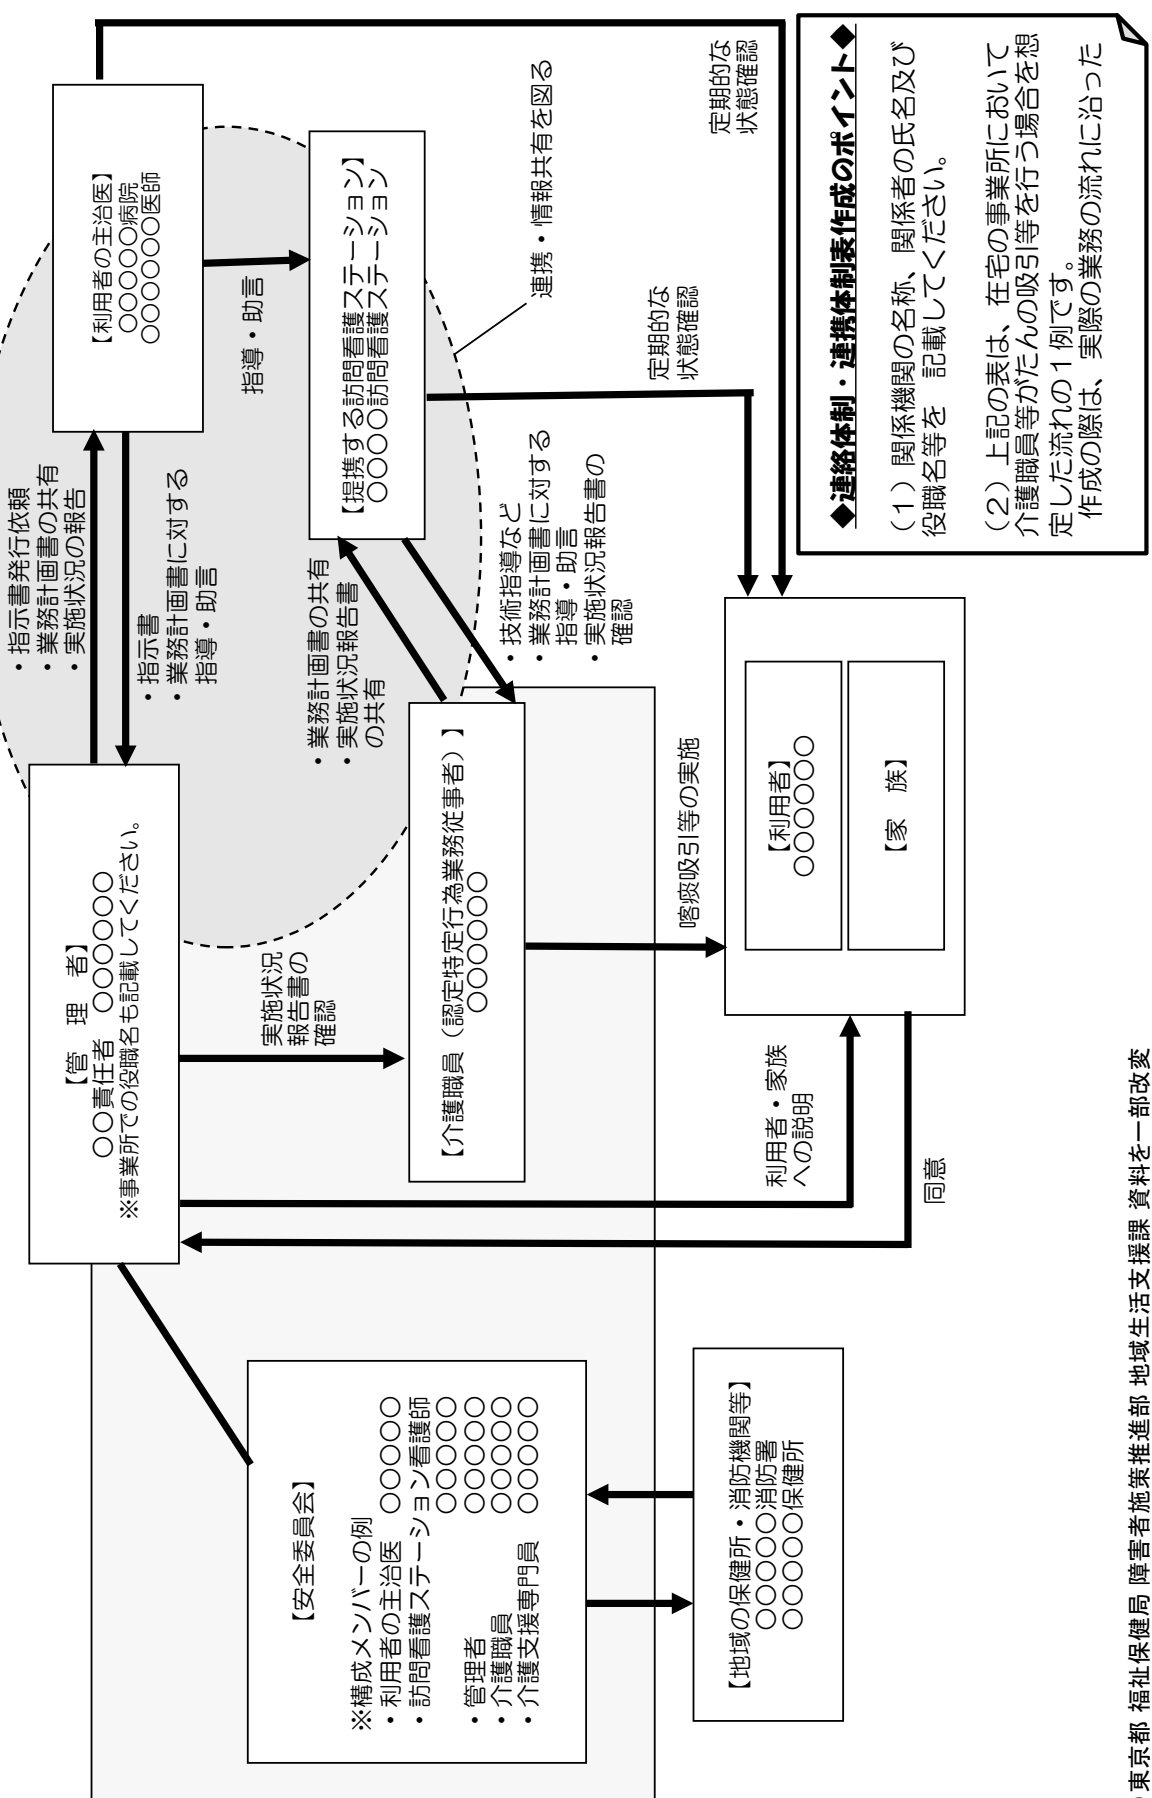 【安全委員会】
※構成メンバーの例
・利用者の主治医　○○○○○
・訪問看護ステーション看護師
○○○○○
・管理者　○○○○○
・介護職員　○○○○○
・介護支援専門員　○○○○○
【地域の保健所・消防機関等】
○○○○○消防署
○○○○○保健所
【管　理　者】
○○責任者　○○○○○○
※事業所での役職名も記載してください。
実施状況
報告書の
確認
【介護職員（認定特定行為業務従事者）】
○○○○○○
利用者・家族
への説明
同意
喀痰吸引等の実施
【利用者】
○○○○○○
【家　族】
・指示書発行依頼
・業務計画書の共有
・実施状況の報告
・指示書
・業務計画書に対する
指導・助言
・業務計画書の共有
・実施状況報告書
の共有
・技術指導など
・業務計画書に対する
指導・助言
・実施状況報告書の
確認
【利用者の主治医】
○○○○○病院
○○○○○○○医師
指導・助言
【提携する訪問看護ステーション】
○○○○訪問看護ステーション
連携・情報共有を図る
定期的な
状態確認
定期的な
状態確認
◆連絡体制・連携体制表作成のポイント◆
（１）関係機関の名称、関係者の氏名及び
役職名等を　記載してください。
（２）上記の表は、在宅の事業所において
介護職員等がたんの吸引等を行う場合を想
定した流れの１例です。
作成の際は、実際の業務の流れに沿った
東京都 福祉保健局 障害者施策推進部 地域生活支援課 資料を一部改変